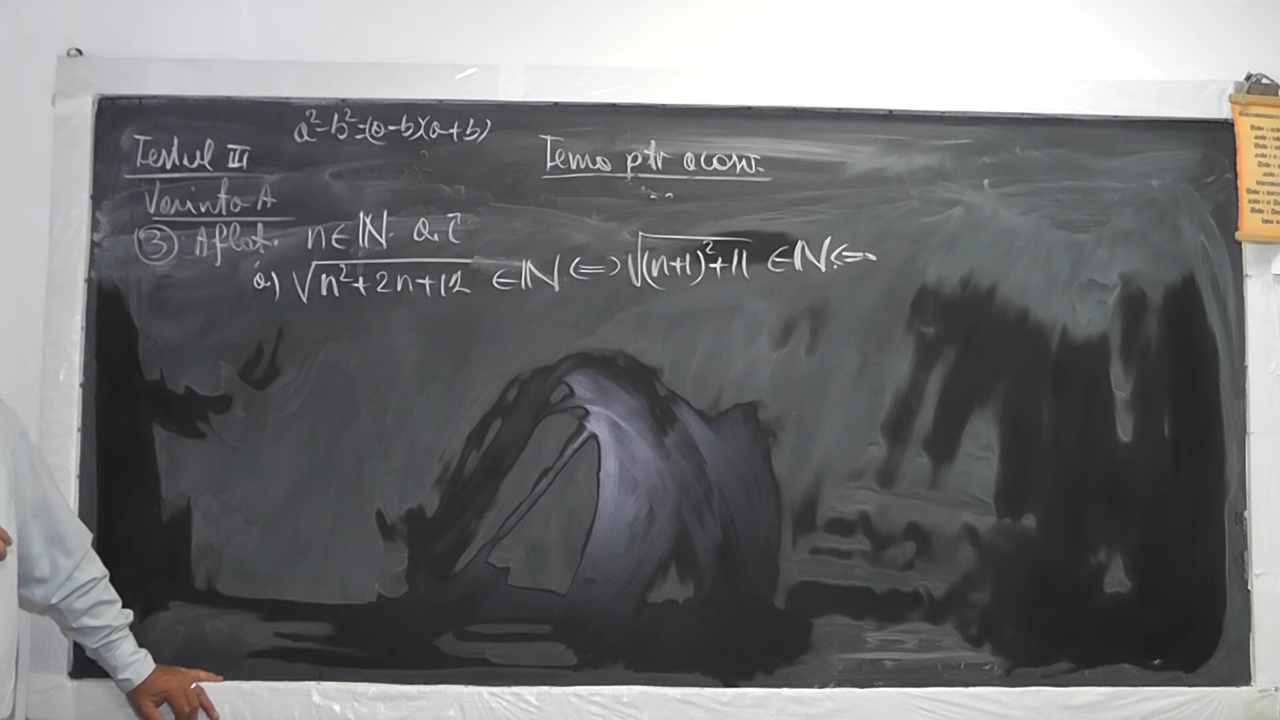 a²-b²=(a-b)(a+b)
Testul III
Tema ptr acasă.
Varianta A
③ Aflați n∈ℕ a.î
a) √(n²+2n+12) ∈ℕ ⇔ √((n+1)²+11) ∈ℕ ⇔